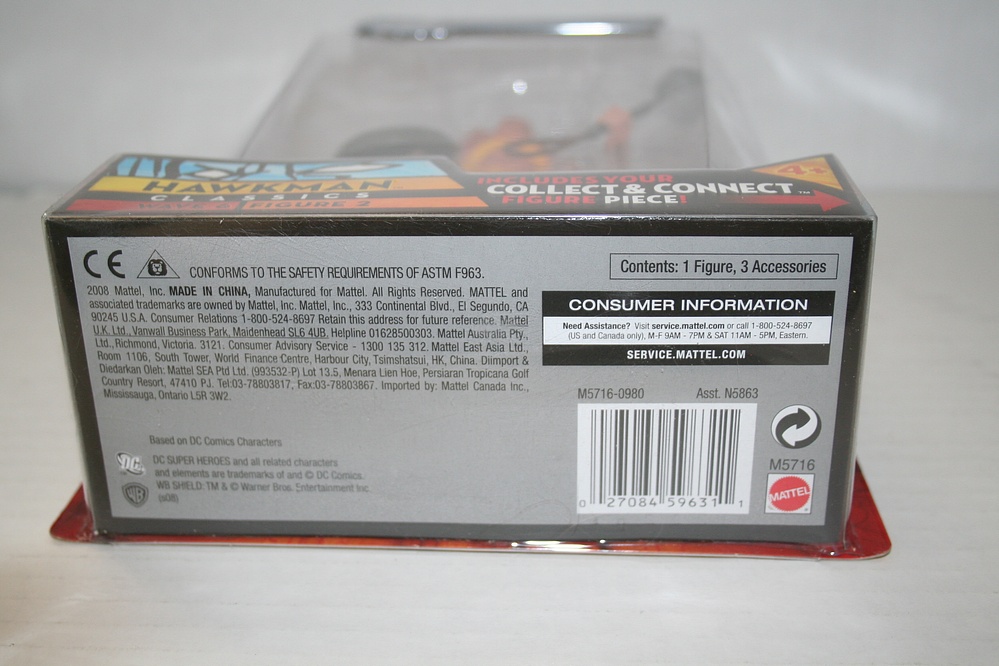 HAWKMAN
CLASSICS
FIGURE 2
INCLUDES YOUR
COLLECT & CONNECT™
FIGURE PIECE!
4+
CE
CONFORMS TO THE SAFETY REQUIREMENTS OF ASTM F963.
2008 Mattel, Inc. MADE IN CHINA, Manufactured for Mattel. All Rights Reserved. MATTEL and
associated trademarks are owned by Mattel, Inc. Mattel, Inc., 333 Continental Blvd., El Segundo, CA
90245 U.S.A. Consumer Relations 1-800-524-8697 Retain this address for future reference. Mattel
U.K. Ltd., Vanwall Business Park, Maidenhead SL6 4UB, Helpline 01628500303. Mattel Australia Pty.,
Ltd., Richmond, Victoria. 3121. Consumer Advisory Service - 1300 135 312. Mattel East Asia Ltd.,
Room 1106, South Tower, World Finance Centre, Harbour City, Tsimshatsui, HK, China. Diimport &
Diedarkan Oleh: Mattel SEA Ptd Ltd. (993532-P) Lot 13.5, Menara Lien Hoe, Persiaran Tropicana Golf
Country Resort, 47410 PJ. Tel:03-78803817, Fax:03-78803867. Imported by: Mattel Canada Inc.,
Mississauga, Ontario L5R 3W2.
Based on DC Comics Characters
DC
DC SUPER HEROES and all related characters
and elements are trademarks of and © DC Comics.
WB SHIELD: TM & © Warner Bros. Entertainment Inc.
(s08)
WB
Contents: 1 Figure, 3 Accessories
CONSUMER INFORMATION
Need Assistance? Visit service.mattel.com or call 1-800-524-8697
(US and Canada only), M-F 9AM - 7PM & SAT 11AM - 5PM, Eastern.
SERVICE.MATTEL.COM
M5716-0980 Asst. N5863
0 27084 59631 1
M5716
MATTEL